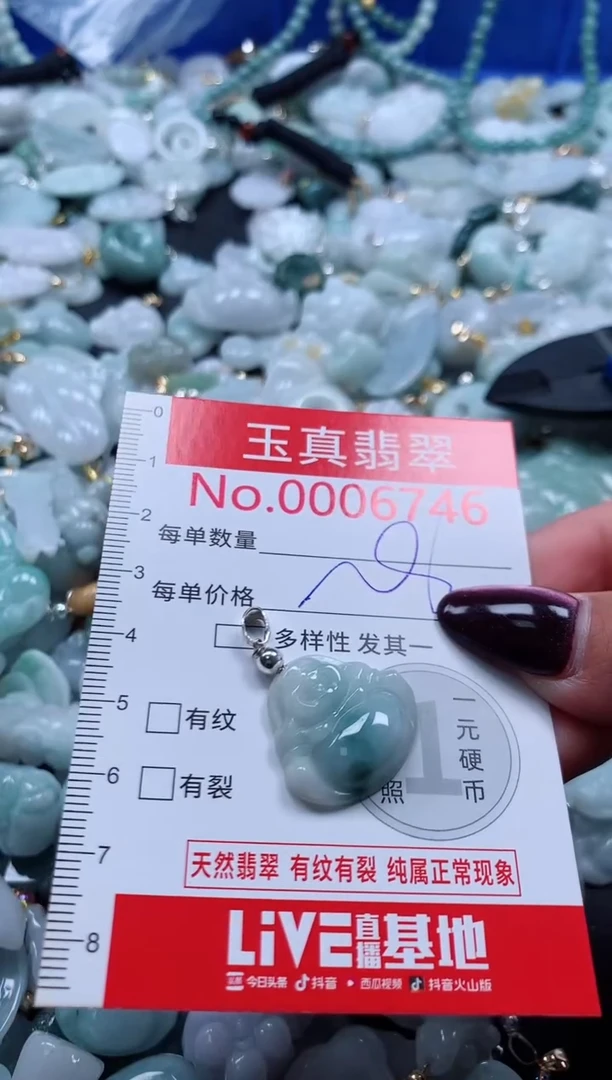 玉真翡翠
No.0006746
每单数量
每单价格
多样性 发其一
有纹
有裂
一元硬币
照
1
天然翡翠 有纹有裂 纯属正常现象
LiVE直播基地
今日头条 抖音 西瓜视频 抖音火山版
0
1
2
3
4
5
6
7
8